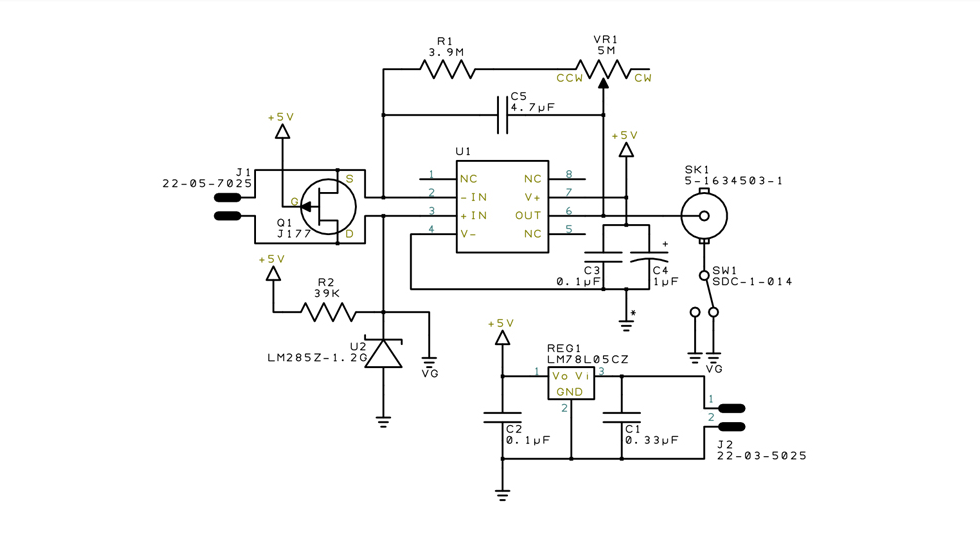 R1
3.9M
VR1
5M
CCW
CW
C5
4.7µF
+5V
+5V
U1
J1
22-05-7025
S
G
D
Q1
J177
1
2
3
4
NC
-IN
+IN
V-
NC
V+
OUT
NC
8
7
6
5
SK1
5-1634503-1
+
C3
0.1µF
C4
1µF
SW1
SDC-1-014
*
+5V
R2
39K
U2
LM285Z-1.2G
VG
VG
+5V
REG1
LM78L05CZ
1
Vo Vi
3
GND
2
C2
0.1µF
C1
0.33µF
1
2
J2
22-03-5025